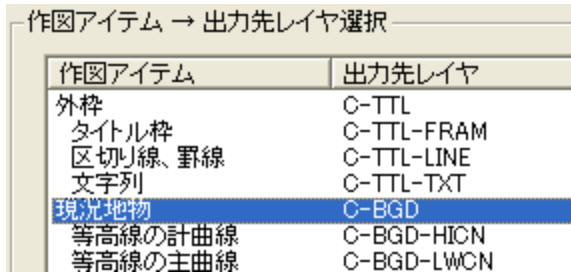 作図アイテム → 出力先レイヤ選択
作図アイテム 出力先レイヤ
外枠 C-TTL
タイトル枠 C-TTL-FRAM
区切り線、罫線 C-TTL-LINE
文字列 C-TTL-TXT
現況地物 C-BGD
等高線の計曲線 C-BGD-HICN
等高線の主曲線 C-BGD-LWCN